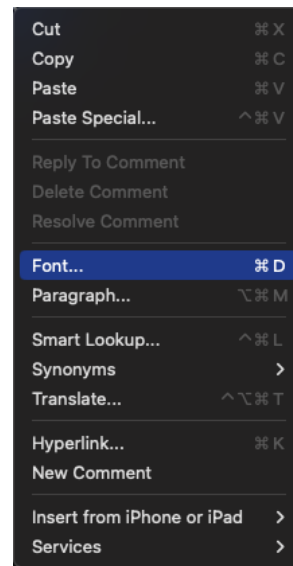 Cut ⌘ X
Copy ⌘ C
Paste ⌘ V
Paste Special... ^ ⌘ V
Reply To Comment
Delete Comment
Resolve Comment
Font... ⌘ D
Paragraph... ⌥ ⌘ M
Smart Lookup... ^ ⌘ L
Synonyms >
Translate... ^ ⌥ ⌘ T
Hyperlink... ⌘ K
New Comment
Insert from iPhone or iPad >
Services >